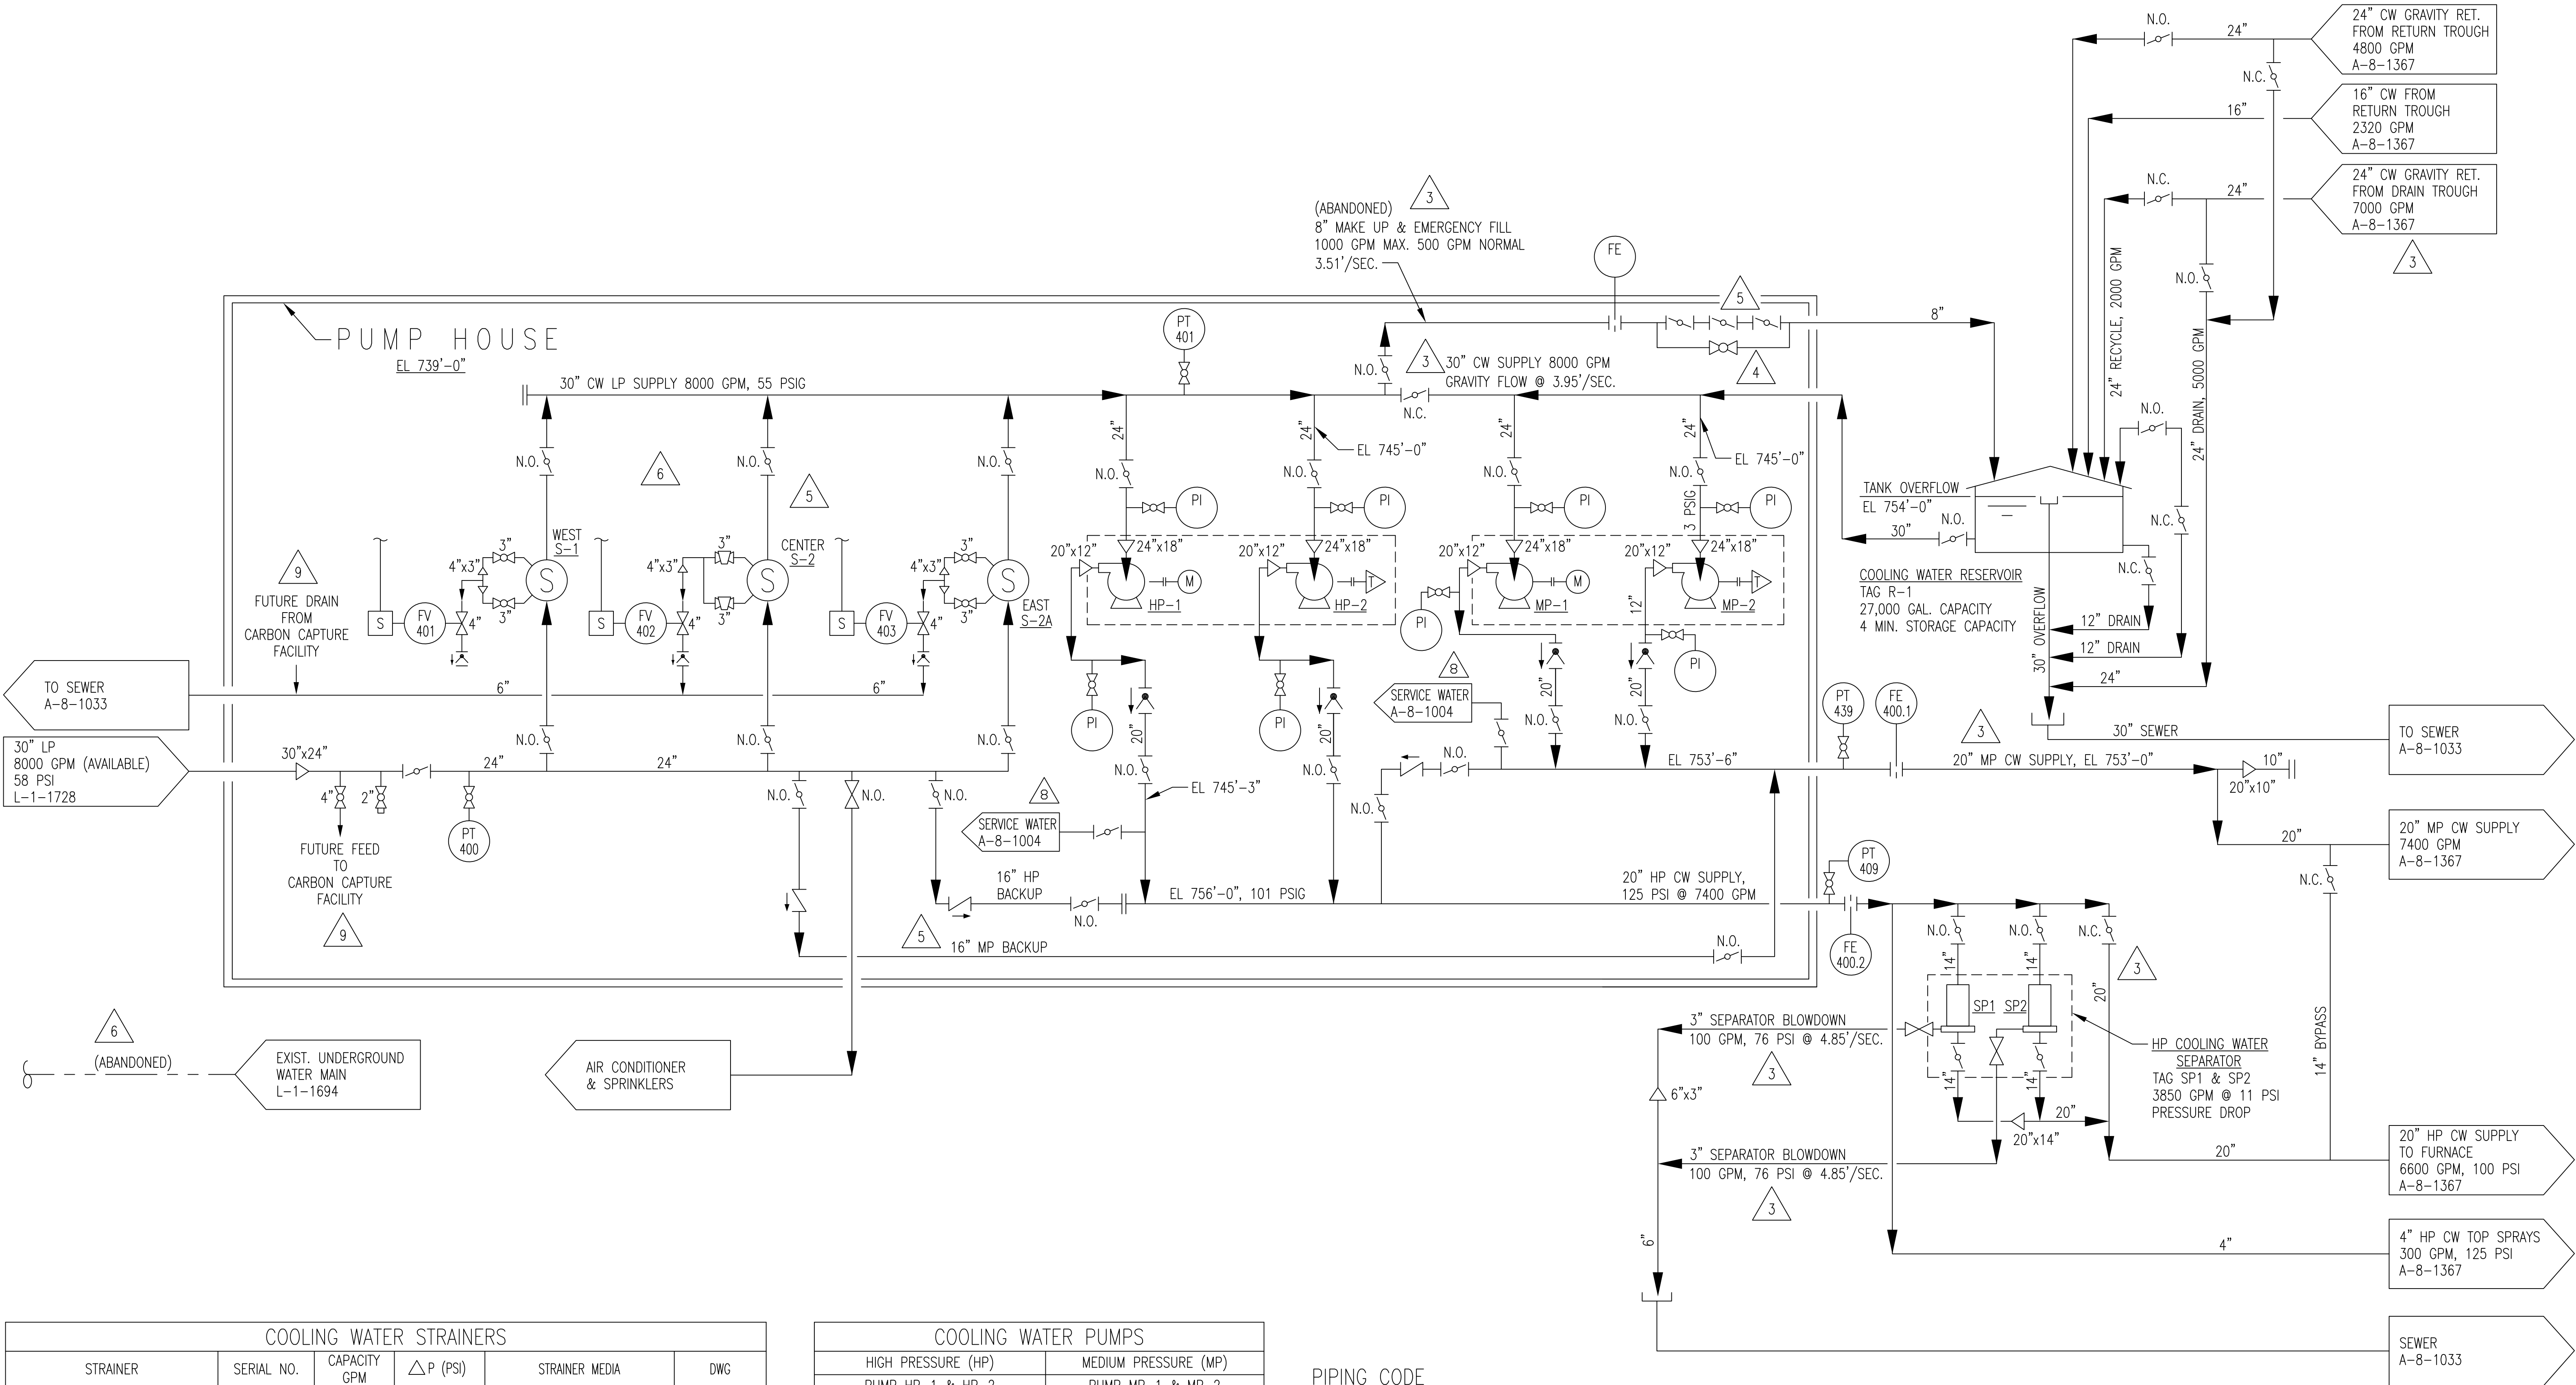 N.O.
24"
24" CW GRAVITY RET.
FROM RETURN TROUGH
4800 GPM
A-8-1367
N.C.
16"
16" CW FROM
RETURN TROUGH
2320 GPM
A-8-1367
N.C.
24"
24" CW GRAVITY RET.
FROM DRAIN TROUGH
7000 GPM
A-8-1367
3
N.O.
24" RECYCLE, 2000 GPM
24" DRAIN, 5000 GPM
3
(ABANDONED)
8" MAKE UP & EMERGENCY FILL
1000 GPM MAX. 500 GPM NORMAL
3.51'/SEC.
FE
5
8"
4
PUMP HOUSE
EL 739'-0"
PT
401
N.O.
3
30" CW SUPPLY 8000 GPM
GRAVITY FLOW @ 3.95'/SEC.
N.C.
30" CW LP SUPPLY 8000 GPM, 55 PSIG
N.O.
6
N.O.
5
N.O.
24"
N.O.
PI
24"
EL 745'-0"
N.O.
PI
24"
N.O.
PI
24"
EL 745'-0"
N.O.
3 PSIG
PI
N.O.
TANK OVERFLOW
EL 754'-0"
N.O.
30"
N.C.
N.C.
COOLING WATER RESERVOIR
TAG R-1
27,000 GAL. CAPACITY
4 MIN. STORAGE CAPACITY
30" OVERFLOW
12" DRAIN
12" DRAIN
24"
9
FUTURE DRAIN
FROM
CARBON CAPTURE
FACILITY
S
FV
401
4"x3"
4"
3"
3"
WEST
S-1
S
S
FV
402
4"x3"
4"
3"
3"
CENTER
S-2
S
S
FV
403
4"x3"
4"
3"
3"
EAST
S-2A
S
20"x12"
24"x18"
M
HP-1
20"x12"
24"x18"
T
HP-2
20"x12"
24"x18"
M
MP-1
PI
20"x12"
24"x18"
T
MP-2
12"
PI
TO SEWER
A-8-1033
6"
6"
PI
20"
PI
20"
8
SERVICE WATER
A-8-1004
20"
N.O.
20"
N.O.
PT
439
FE
400.1
3
30" SEWER
TO SEWER
A-8-1033
30" LP
8000 GPM (AVAILABLE)
58 PSI
L-1-1728
30"x24"
4"
2"
24"
PT
400
N.O.
24"
N.O.
N.O.
N.O.
N.O.
N.O.
N.O.
EL 745'-3"
N.O.
N.O.
N.O.
EL 753'-6"
20" MP CW SUPPLY, EL 753'-0"
10"
20"x10"
FUTURE FEED
TO
CARBON CAPTURE
FACILITY
9
8
SERVICE WATER
A-8-1004
20"
20" MP CW SUPPLY
7400 GPM
A-8-1367
N.C.
PT
409
16" HP
BACKUP
N.O.
EL 756'-0", 101 PSIG
20" HP CW SUPPLY,
125 PSI @ 7400 GPM
5
FE
400.2
16" MP BACKUP
N.O.
N.O.
N.O.
N.C.
3
14"
14"
20"
SP1
SP2
14"
14"
20"
20"x14"
HP COOLING WATER
SEPARATOR
TAG SP1 & SP2
3850 GPM @ 11 PSI
PRESSURE DROP
14" BYPASS
6
(ABANDONED)
EXIST. UNDERGROUND
WATER MAIN
L-1-1694
AIR CONDITIONER
& SPRINKLERS
3" SEPARATOR BLOWDOWN
100 GPM, 76 PSI @ 4.85'/SEC.
3
6"x3"
3" SEPARATOR BLOWDOWN
100 GPM, 76 PSI @ 4.85'/SEC.
3
6"
20"
20" HP CW SUPPLY
TO FURNACE
6600 GPM, 100 PSI
A-8-1367
4"
4" HP CW TOP SPRAYS
300 GPM, 125 PSI
A-8-1367
SEWER
A-8-1033
COOLING WATER STRAINERS
STRAINER
SERIAL NO.
CAPACITY
GPM
△P (PSI)
STRAINER MEDIA
DWG
COOLING WATER PUMPS
HIGH PRESSURE (HP)
MEDIUM PRESSURE (MP)
PUMP HP-1 & HP-2
PUMP MP-1 & MP-2
PIPING CODE